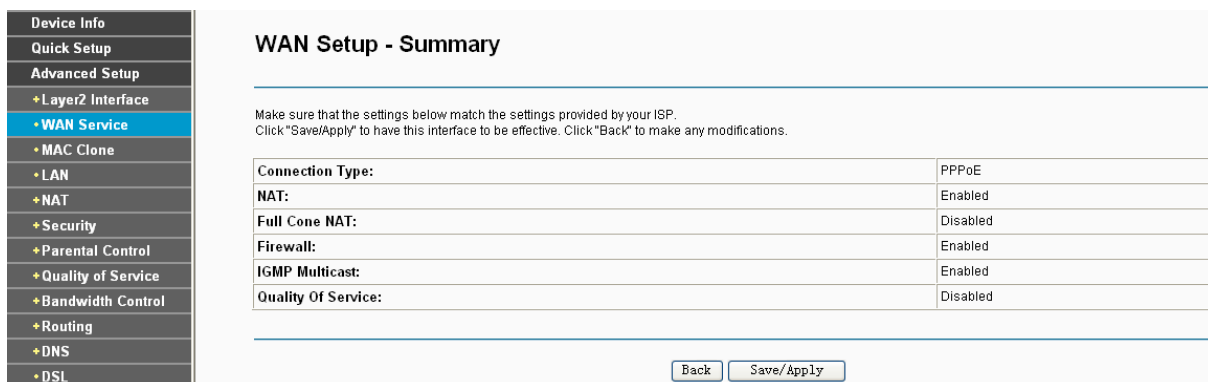 Device Info
Quick Setup
Advanced Setup
+Layer2 Interface
•WAN Service
•MAC Clone
•LAN
+NAT
+Security
+Parental Control
+Quality of Service
+Bandwidth Control
+Routing
+DNS
•DSL
WAN Setup - Summary
Make sure that the settings below match the settings provided by your ISP.
Click "Save/Apply" to have this interface to be effective. Click "Back" to make any modifications.
Connection Type: PPPoE
NAT: Enabled
Full Cone NAT: Disabled
Firewall: Enabled
IGMP Multicast: Enabled
Quality Of Service: Disabled
Back Save/Apply